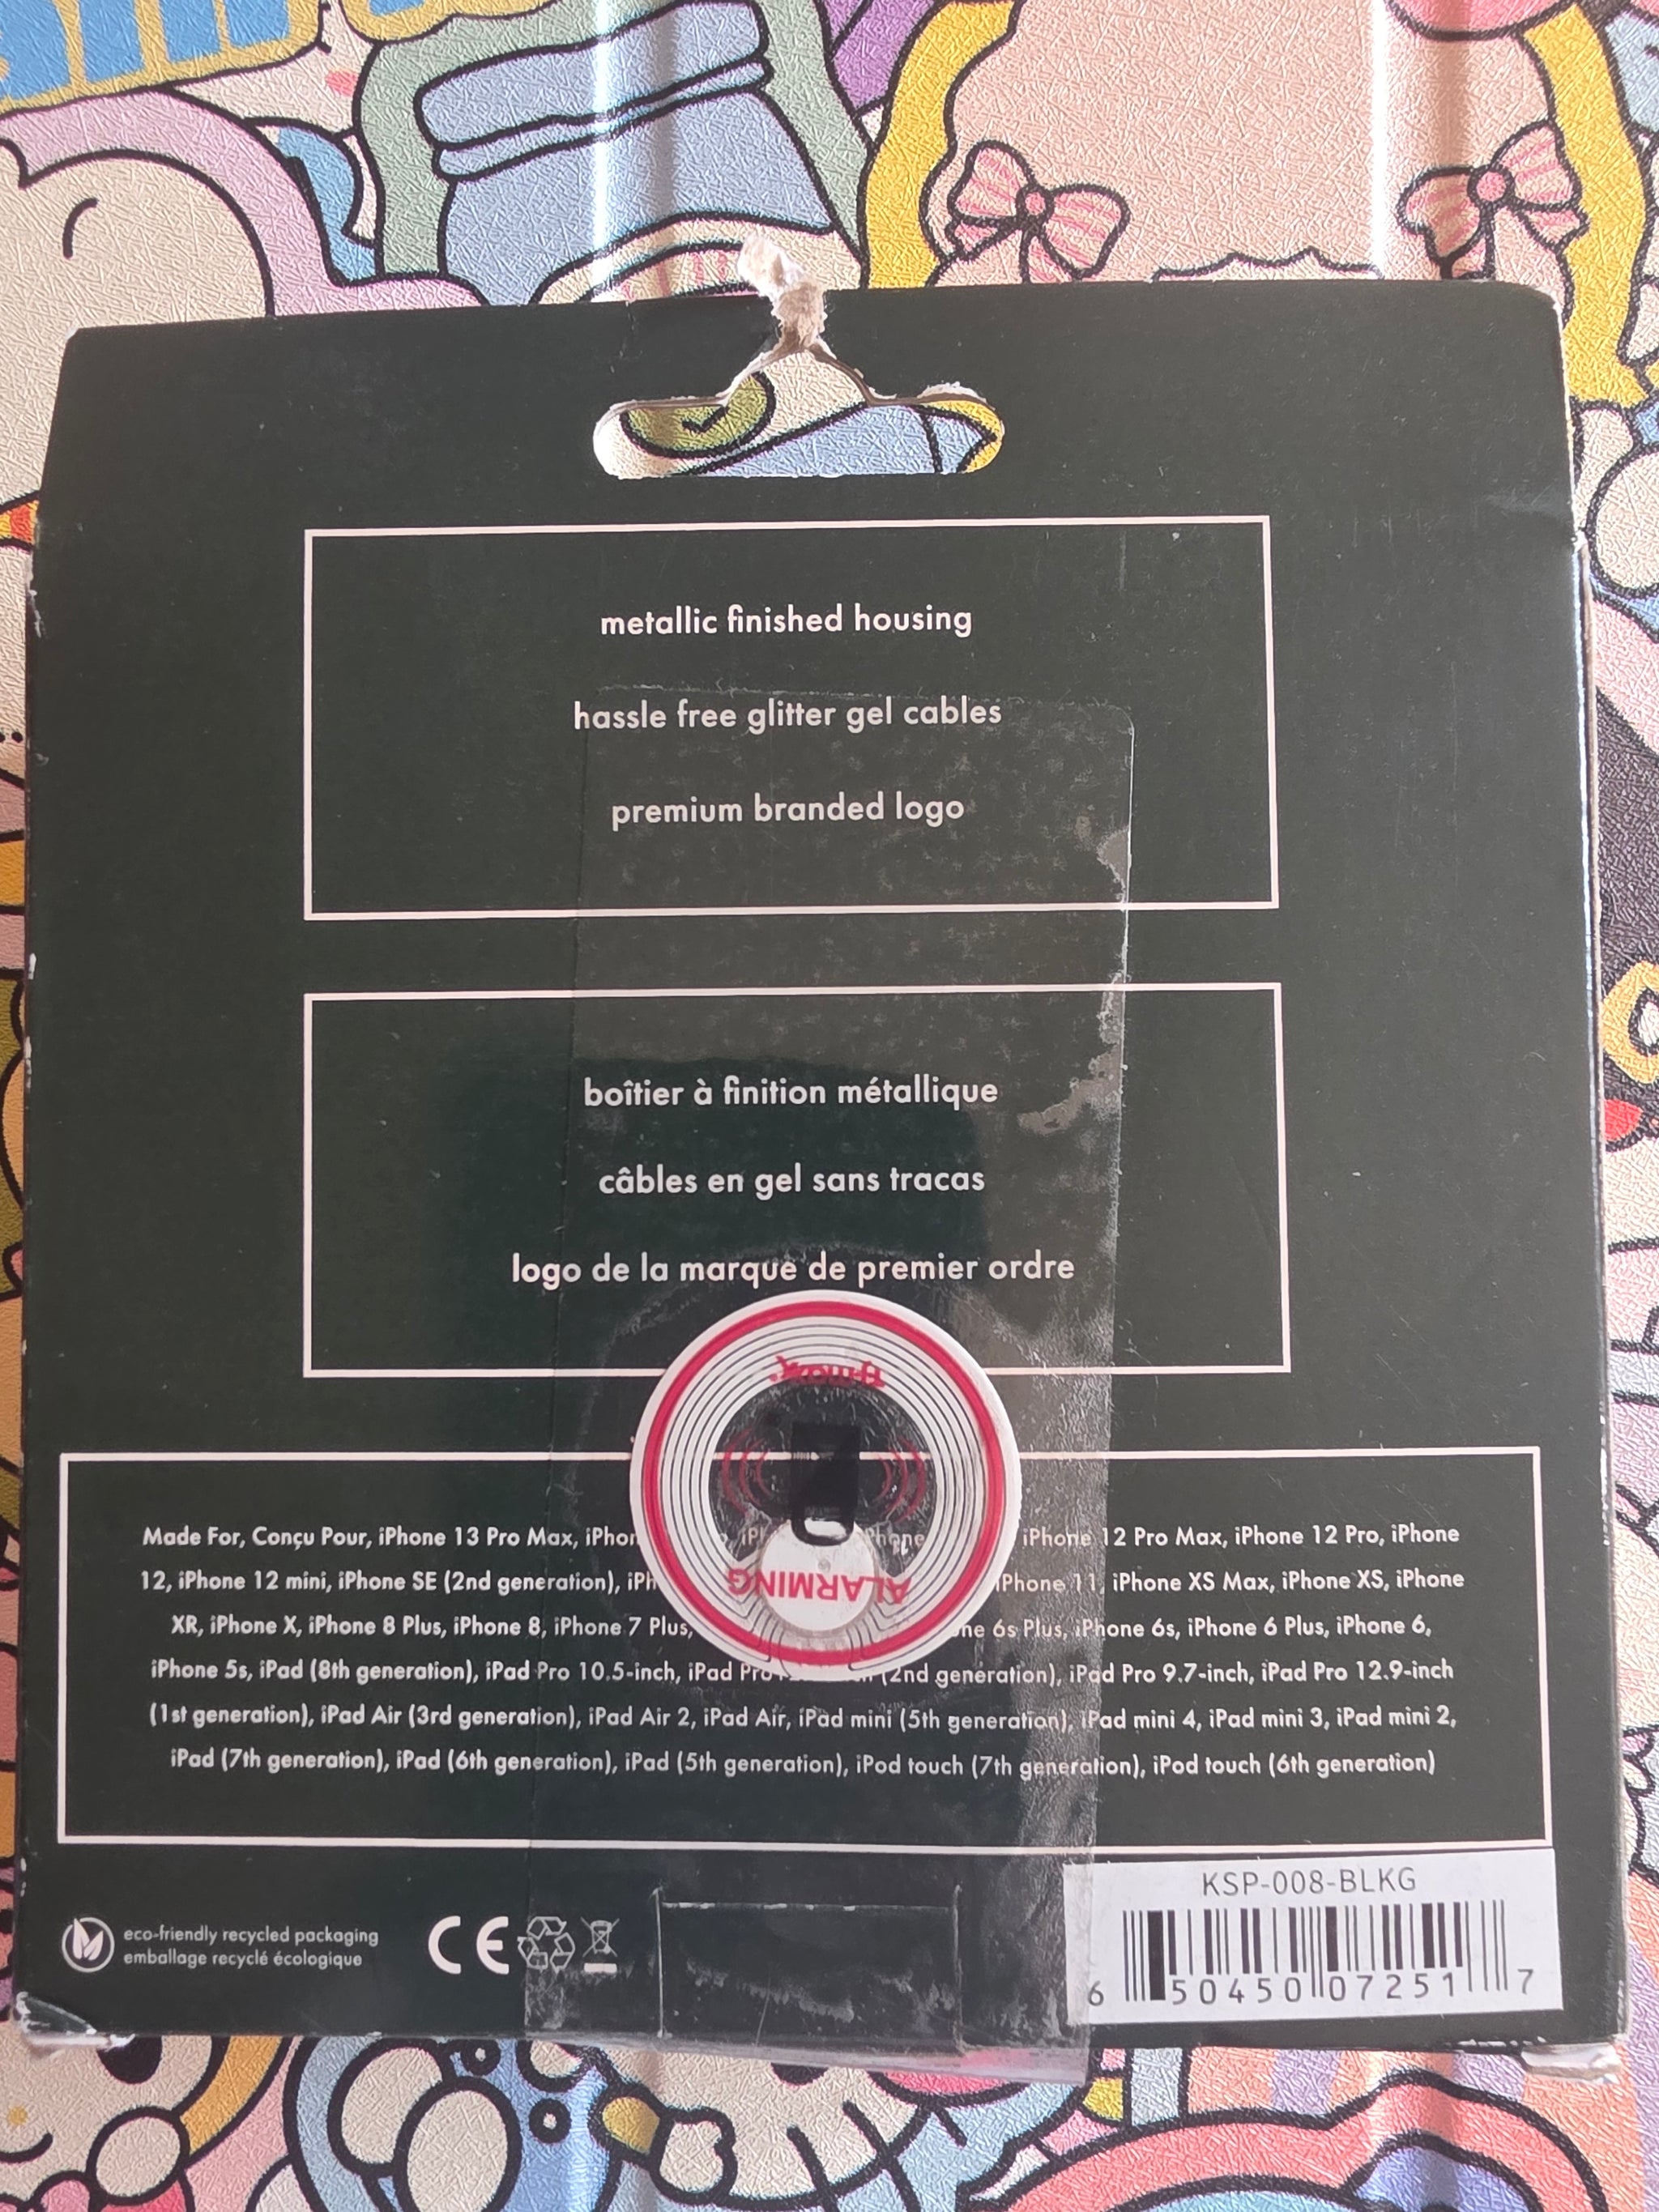 metallic finished housing
hassle free glitter gel cables
premium branded logo
boîtier à finition métallique
câbles en gel sans tracas
logo de la marque de premier ordre
tj·maxx®
ALARMING
Made For, Conçu Pour, iPhone 13 Pro Max, iPhone 12 Pro Max, iPhone 12 Pro, iPhone
12, iPhone 12 mini, iPhone SE (2nd generation), iPhone 11, iPhone XS Max, iPhone XS, iPhone
XR, iPhone X, iPhone 8 Plus, iPhone 8, iPhone 7 Plus, 6s Plus, iPhone 6s, iPhone 6 Plus, iPhone 6,
iPhone 5s, iPad (8th generation), iPad Pro 10.5-inch, iPad Pro (2nd generation), iPad Pro 9.7-inch, iPad Pro 12.9-inch
(1st generation), iPad Air (3rd generation), iPad Air 2, iPad Air, iPad mini (5th generation), iPad mini 4, iPad mini 3, iPad mini 2,
iPad (7th generation), iPad (6th generation), iPad (5th generation), iPod touch (7th generation), iPod touch (6th generation)
eco-friendly recycled packaging
emballage recyclé écologique
CE
KSP-008-BLKG
6 50450 07251 7